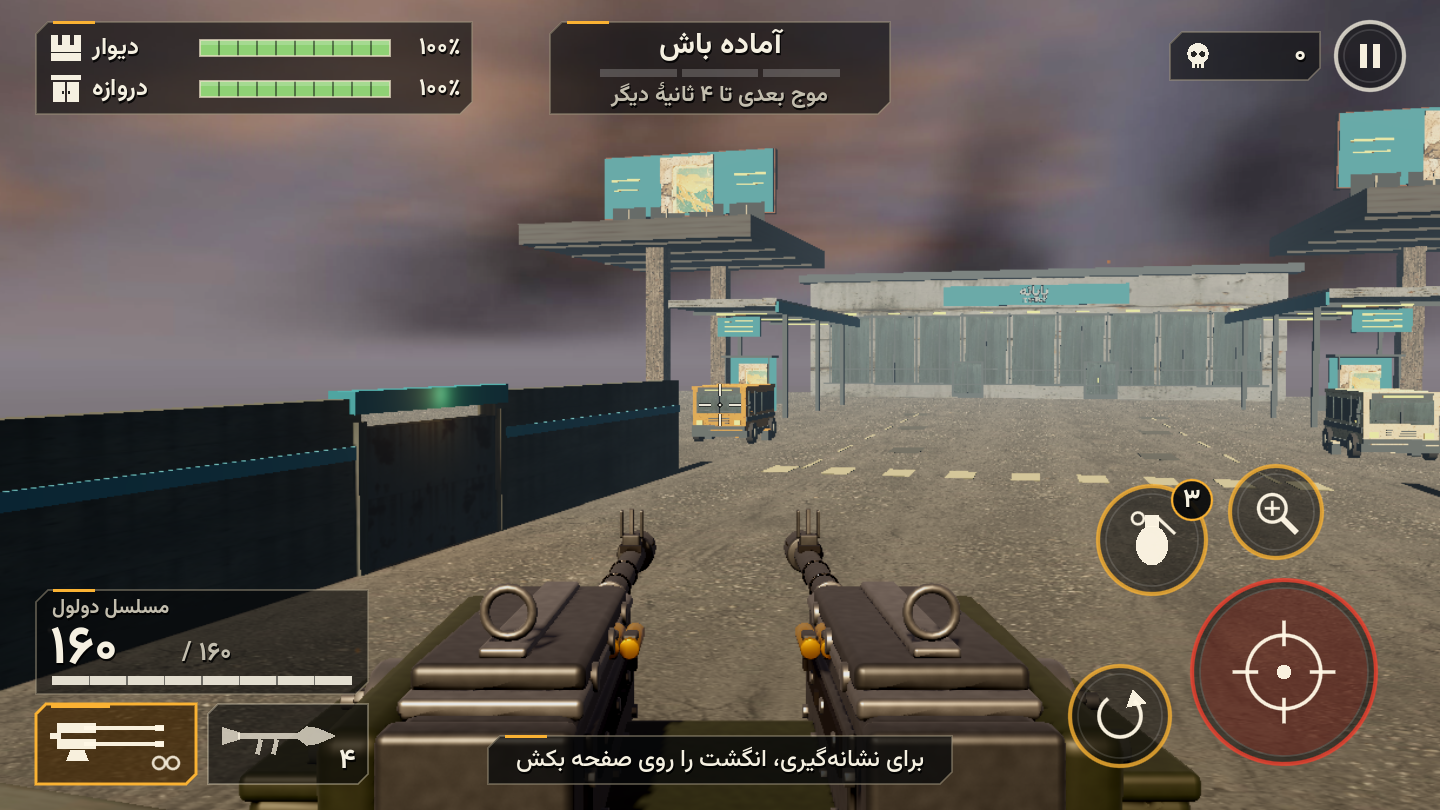 دیوار ۱۰۰٪
دروازه ۱۰۰٪
آماده باش
موج بعدی تا ۴ ثانیهٔ دیگر
۰
پایانه
۳
مسلسل دولول
۱۶۰ / ۱۶۰
∞
۴
برای نشانه‌گیری، انگشت را روی صفحه بکش